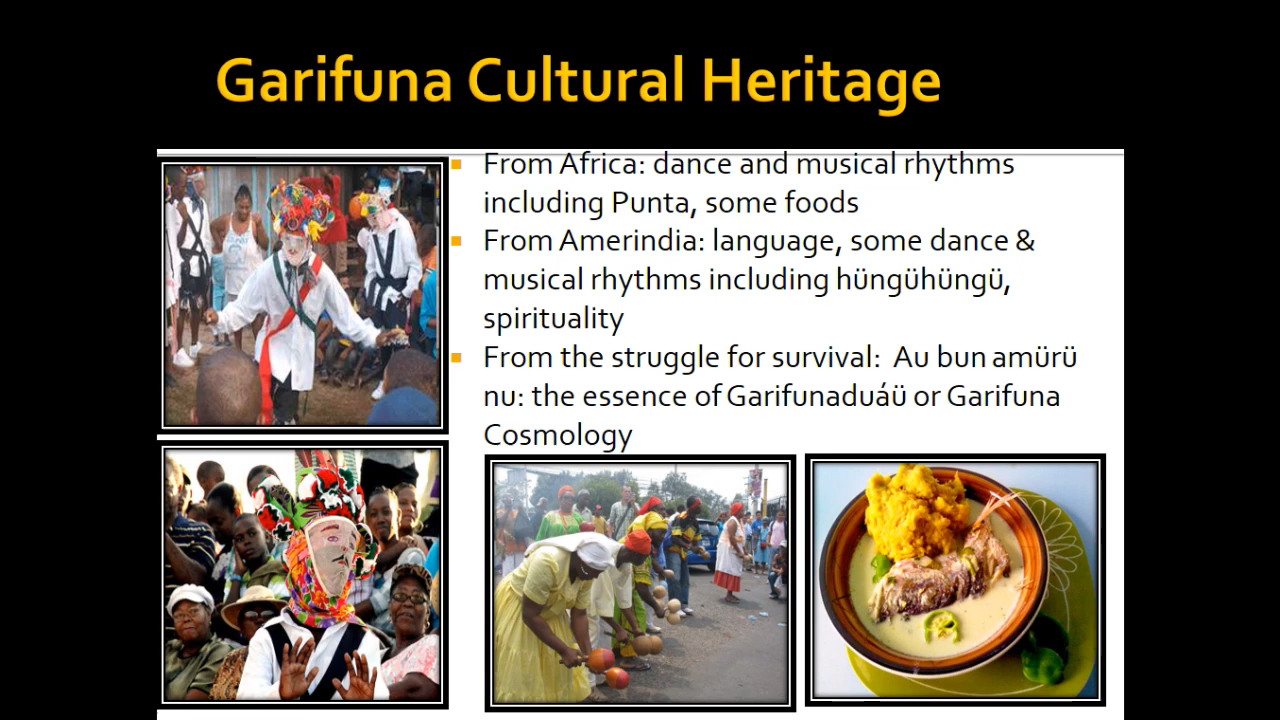 Garifuna Cultural Heritage
From Africa: dance and musical rhythms
including Punta, some foods
From Amerindia: language, some dance &
musical rhythms including hüngühüngü,
spirituality
From the struggle for survival: Au bun amürü
nu: the essence of Garifunaduáü or Garifuna
Cosmology